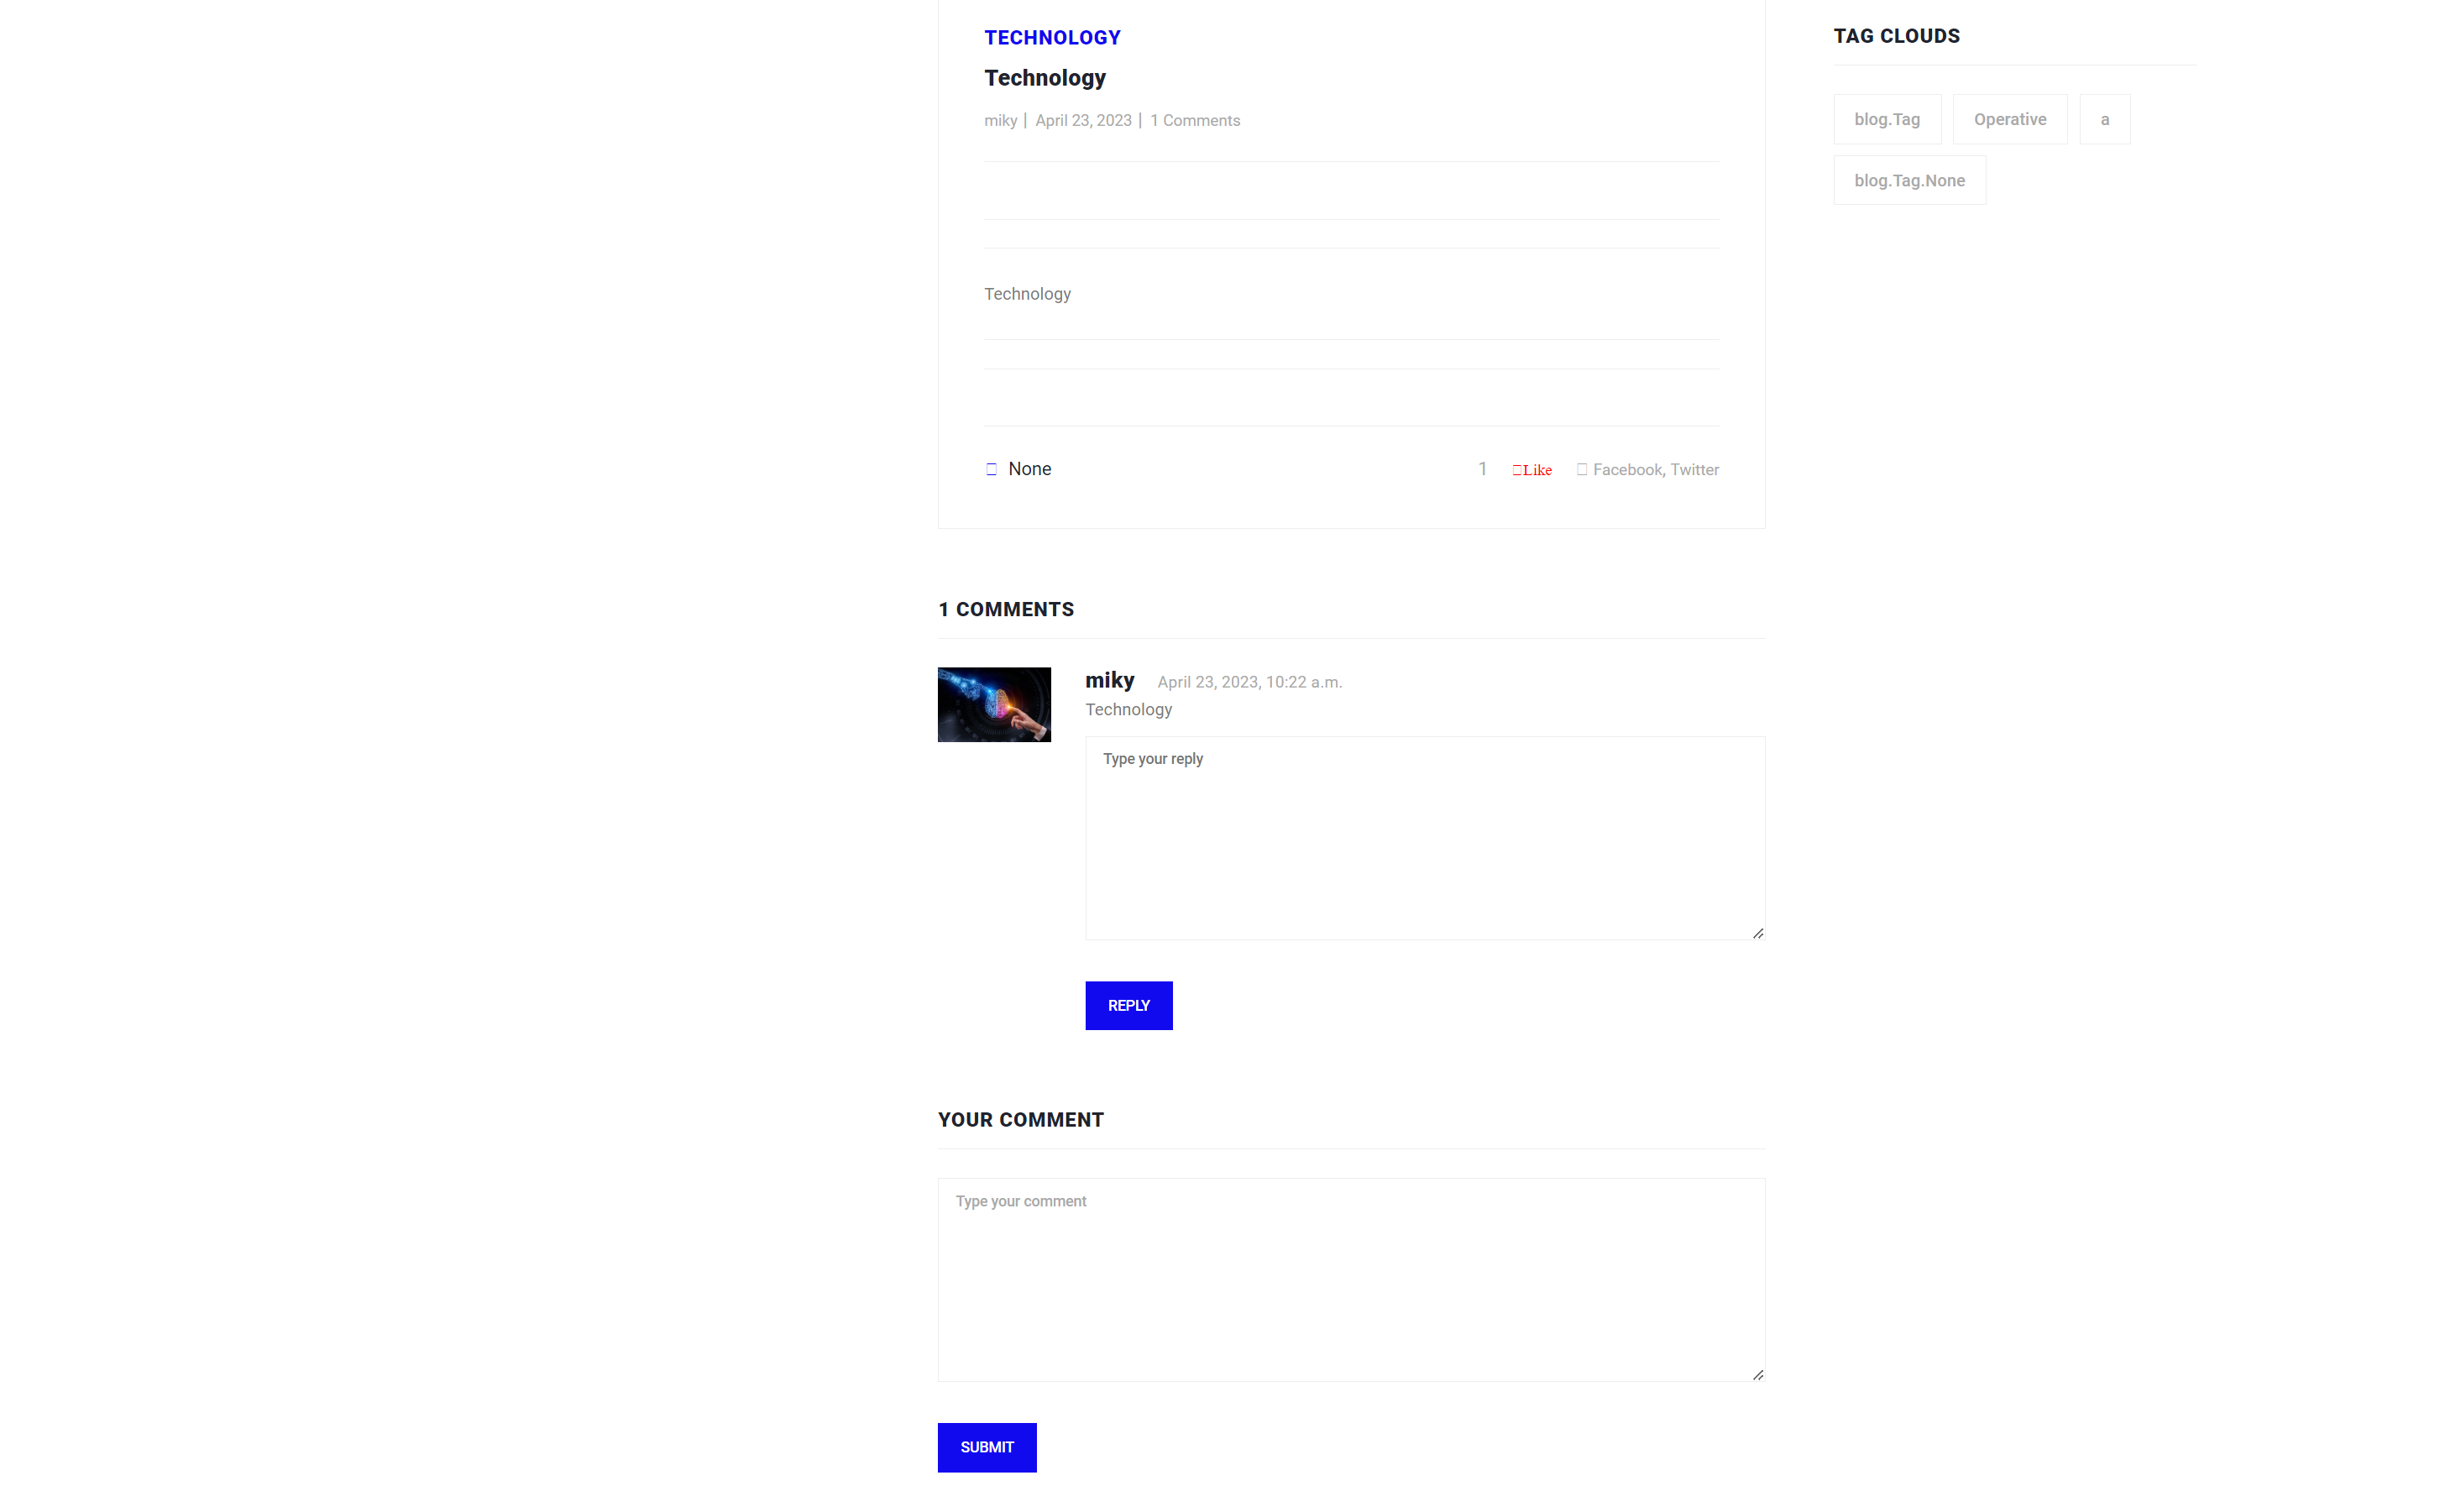 TECHNOLOGY
Technology
miky | April 23, 2023 | 1 Comments
Technology
None
1 Like Facebook, Twitter
1 COMMENTS
miky April 23, 2023, 10:22 a.m.
Technology
Type your reply
REPLY
YOUR COMMENT
Type your comment
SUBMIT
TAG CLOUDS
blog.Tag Operative a
blog.Tag.None